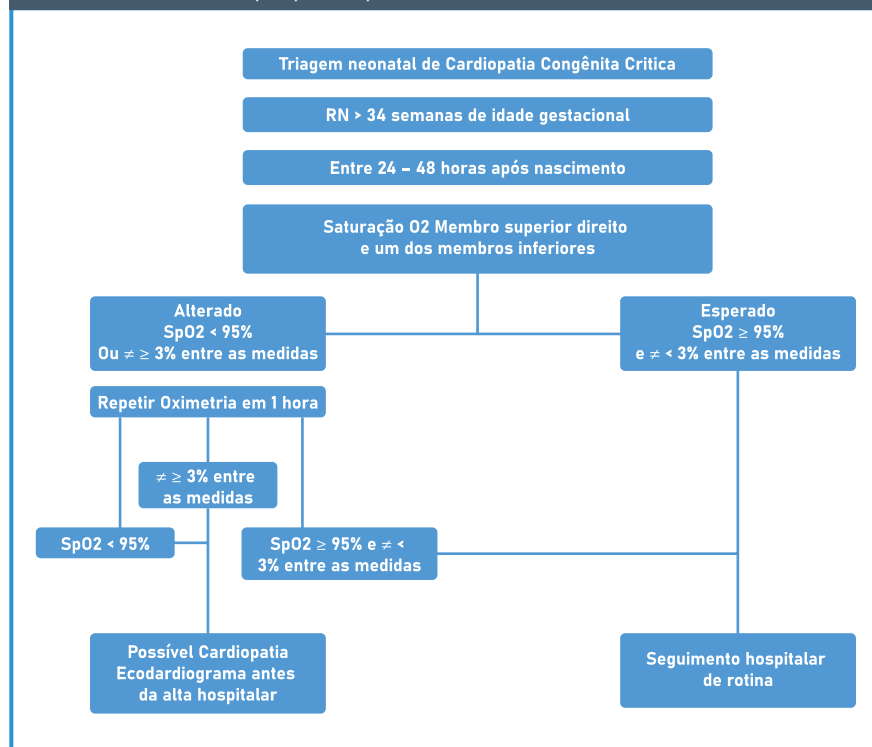 Triagem neonatal de Cardiopatia Congênita Critica
RN > 34 semanas de idade gestacional
Entre 24 – 48 horas após nascimento
Saturação O2 Membro superior direito
e um dos membros inferiores
Alterado
SpO2 < 95%
Ou ≠ ≥ 3% entre as medidas
Esperado
SpO2 ≥ 95%
e ≠ < 3% entre as medidas
Repetir Oximetria em 1 hora
≠ ≥ 3% entre
as medidas
SpO2 < 95%
SpO2 ≥ 95% e ≠ <
3% entre as medidas
Possível Cardiopatia
Ecodardiograma antes
da alta hospitalar
Seguimento hospitalar
de rotina